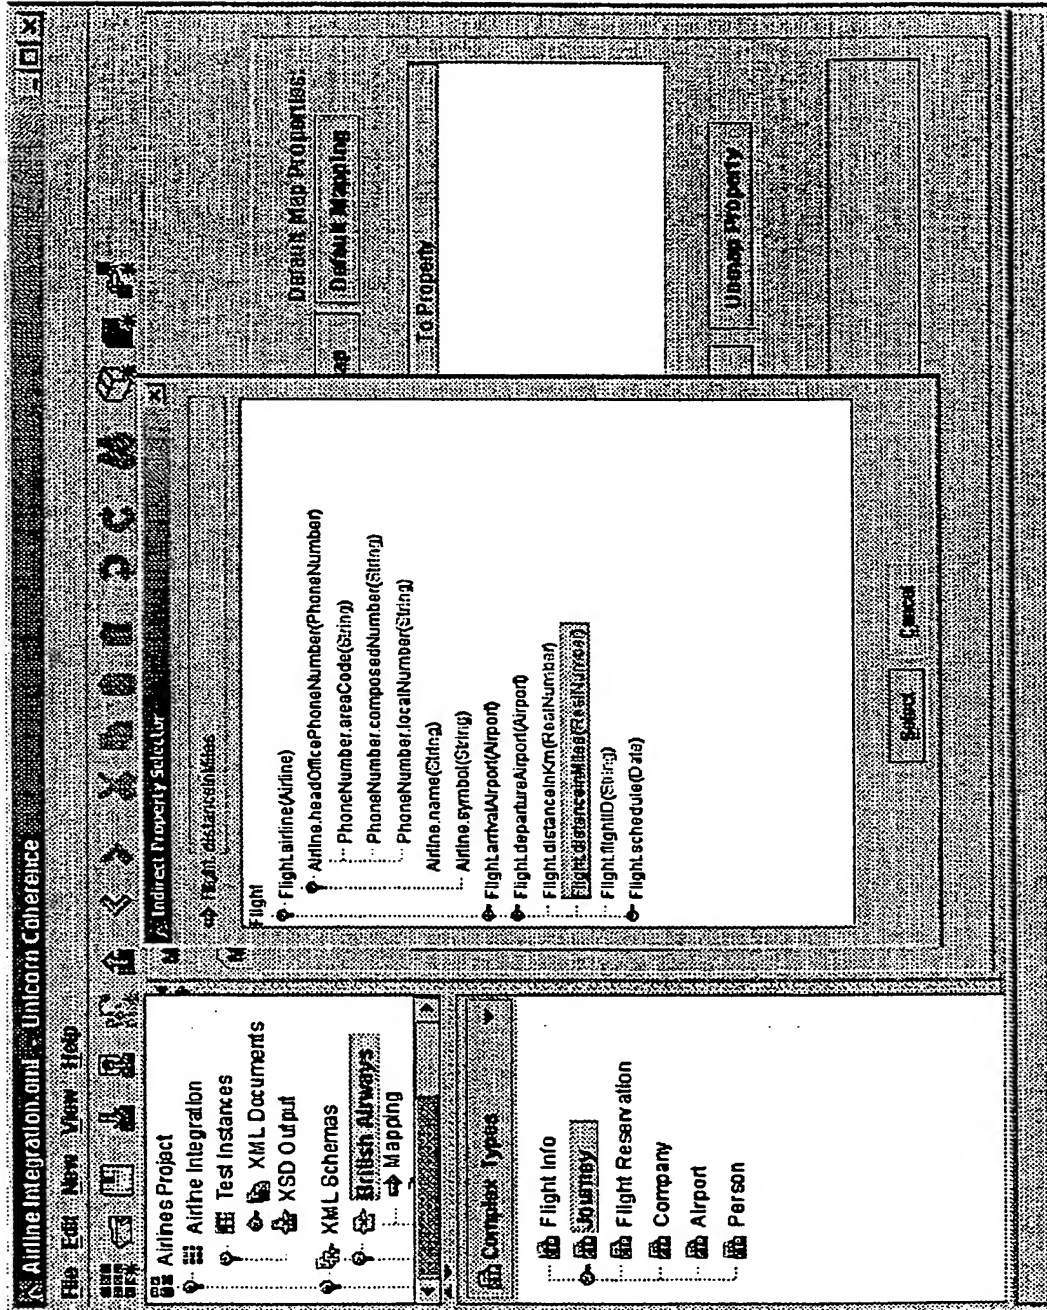 Airline Integration.oml - Unicorn Coherence
File Edit New View Help
Airlines Project
Airline Integration
Test Instances
XML Documents
XSD Output
XML Schemas
British Airways
Mapping
Complex Types
Flight Info
Journey
Flight Reservation
Company
Airport
Person
Indirect Property Selector
Flight.distanceInMiles
Flight
Flight.airline(Airline)
Airline.headOfficePhoneNumber(PhoneNumber)
PhoneNumber.areaCode(String)
PhoneNumber.composedNumber(String)
PhoneNumber.localNumber(String)
Airline.name(String)
Airline.symbol(String)
Flight.arrivalAirport(Airport)
Flight.departureAirport(Airport)
Flight.distanceInKm(RealNumber)
Flight.distanceInMiles(RealNumber)
Flight.flightID(String)
Flight.schedule(Date)
Select Cancel
Default Map Properties:
ap Default Mapping
To Property
Unmap Property